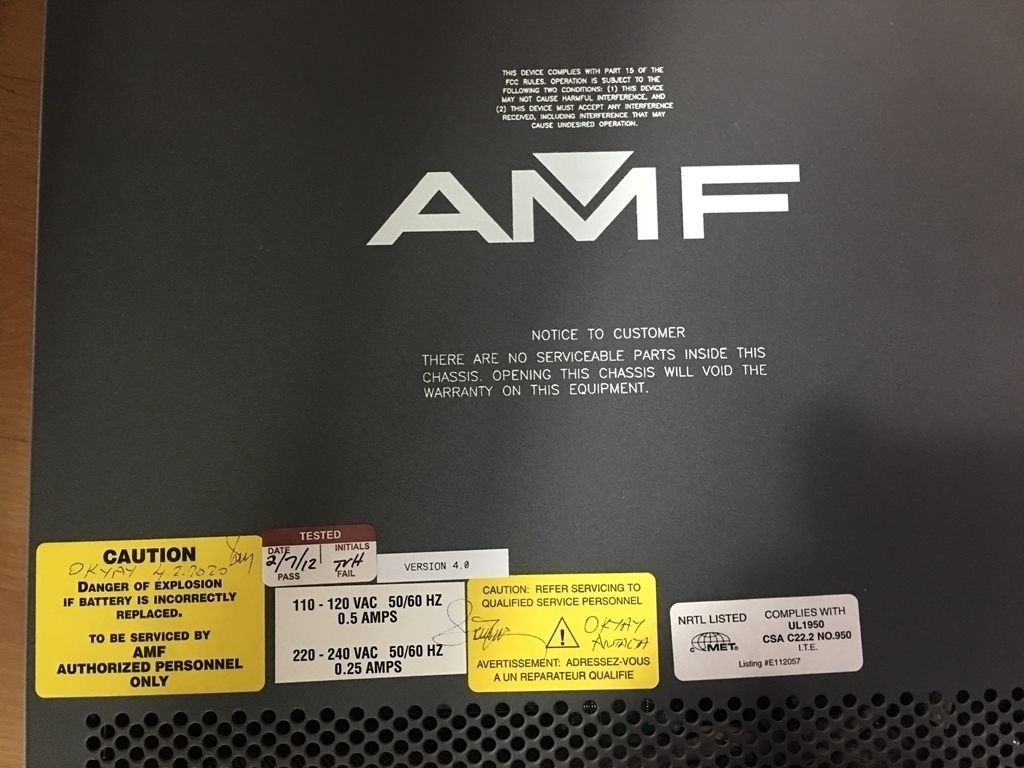 THIS DEVICE COMPLIES WITH PART 15 OF THE
FCC RULES. OPERATION IS SUBJECT TO THE
FOLLOWING TWO CONDITIONS: (1) THIS DEVICE
MAY NOT CAUSE HARMFUL INTERFERENCE, AND
(2) THIS DEVICE MUST ACCEPT ANY INTERFERENCE
RECEIVED, INCLUDING INTERFERENCE THAT MAY
CAUSE UNDESIRED OPERATION.
AMF
NOTICE TO CUSTOMER
THERE ARE NO SERVICEABLE PARTS INSIDE THIS
CHASSIS. OPENING THIS CHASSIS WILL VOID THE
WARRANTY ON THIS EQUIPMENT.
CAUTION
OKYAY 4.2.2020
DANGER OF EXPLOSION
IF BATTERY IS INCORRECTLY
REPLACED.
TO BE SERVICED BY
AMF
AUTHORIZED PERSONNEL
ONLY
TESTED
DATE INITIALS
2/7/12 TVH
PASS FAIL
VERSION 4.0
110 - 120 VAC 50/60 HZ
0.5 AMPS
220 - 240 VAC 50/60 HZ
0.25 AMPS
CAUTION: REFER SERVICING TO
QUALIFIED SERVICE PERSONNEL
OKYAY
AVERTISSEMENT: ADRESSEZ-VOUS
A UN REPARATEUR QUALIFIE
NRTL LISTED
MET
COMPLIES WITH
UL1950
CSA C22.2 NO.950
I.T.E.
Listing #E112057